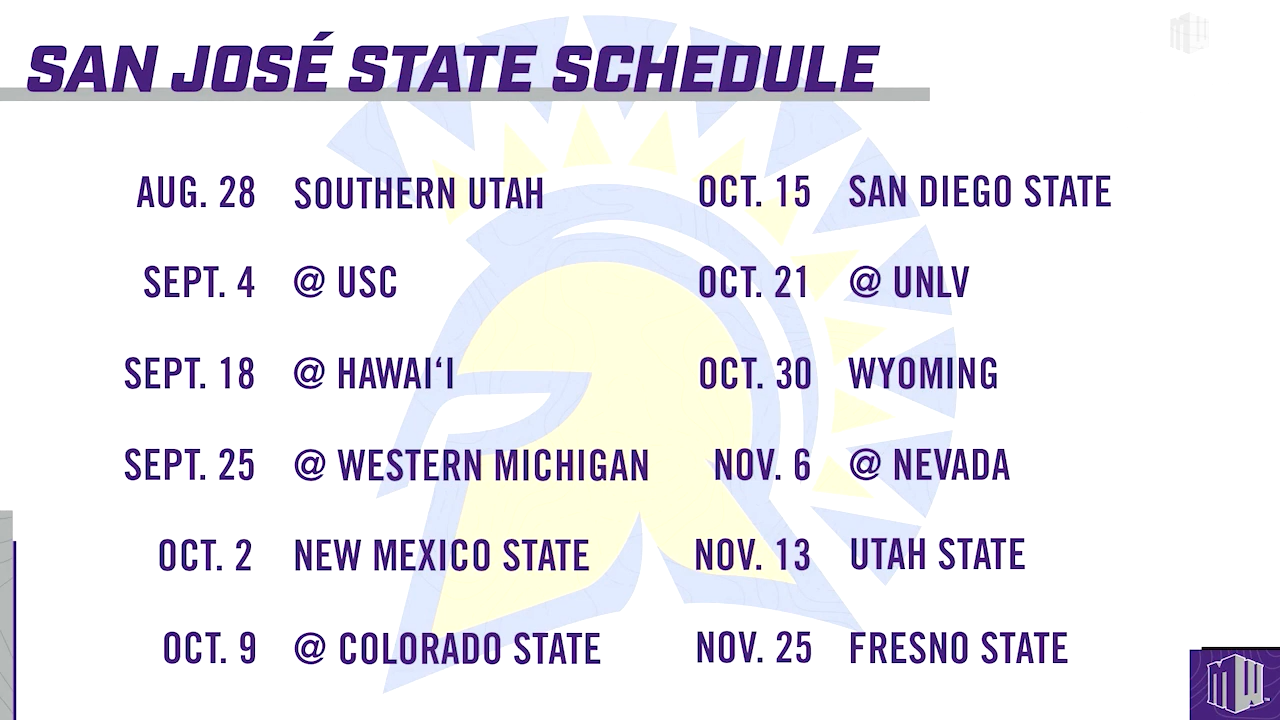 SAN JOSÉ STATE SCHEDULE
AUG. 28 SOUTHERN UTAH
SEPT. 4 @ USC
SEPT. 18 @ HAWAI‘I
SEPT. 25 @ WESTERN MICHIGAN
OCT. 2 NEW MEXICO STATE
OCT. 9 @ COLORADO STATE
OCT. 15 SAN DIEGO STATE
OCT. 21 @ UNLV
OCT. 30 WYOMING
NOV. 6 @ NEVADA
NOV. 13 UTAH STATE
NOV. 25 FRESNO STATE
MW
MW